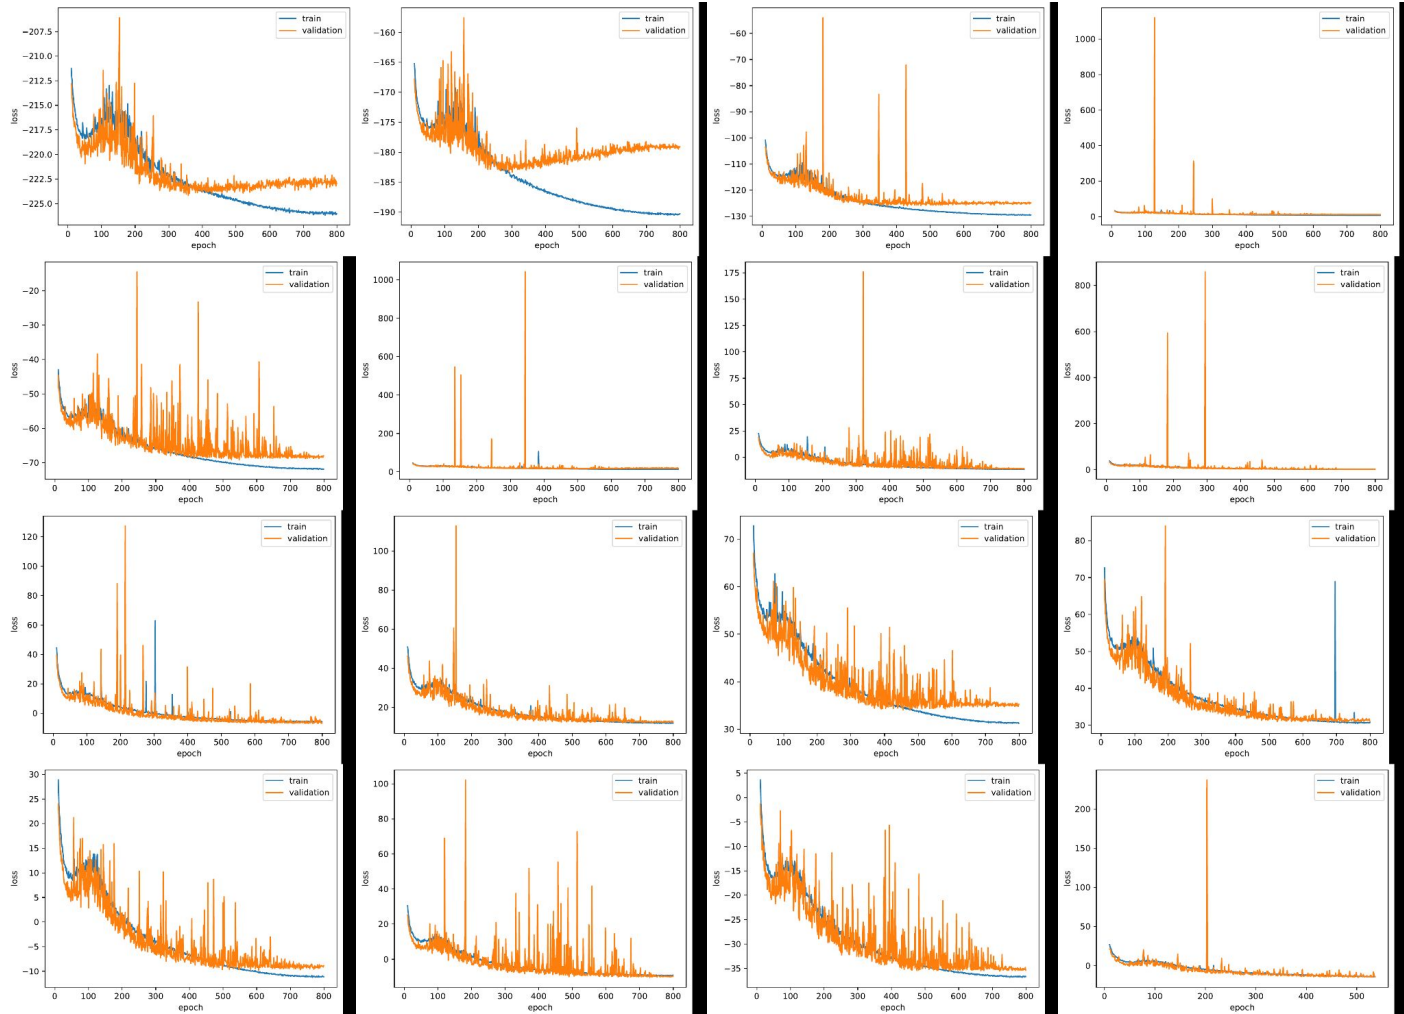 train
validation
−207.5
−210.0
−212.5
−215.0
−217.5
−220.0
−222.5
−225.0
loss
0 100 200 300 400 500 600 700 800
epoch
train
validation
−160
−165
−170
−175
−180
−185
−190
loss
0 100 200 300 400 500 600 700 800
epoch
train
validation
−60
−70
−80
−90
−100
−110
−120
−130
loss
0 100 200 300 400 500 600 700 800
epoch
train
validation
1000
800
600
400
200
0
loss
0 100 200 300 400 500 600 700 800
epoch
train
validation
−20
−30
−40
−50
−60
−70
loss
0 100 200 300 400 500 600 700 800
epoch
train
validation
1000
800
600
400
200
0
loss
0 100 200 300 400 500 600 700 800
epoch
train
validation
175
150
125
100
75
50
25
0
loss
0 100 200 300 400 500 600 700 800
epoch
train
validation
800
600
400
200
0
loss
0 100 200 300 400 500 600 700 800
epoch
train
validation
120
100
80
60
40
20
0
loss
0 100 200 300 400 500 600 700 800
epoch
train
validation
100
80
60
40
20
loss
0 100 200 300 400 500 600 700 800
epoch
train
validation
70
60
50
40
30
loss
0 100 200 300 400 500 600 700 800
epoch
train
validation
80
70
60
50
40
30
loss
0 100 200 300 400 500 600 700 800
epoch
train
validation
30
25
20
15
10
5
0
−5
−10
loss
0 100 200 300 400 500 600 700 800
epoch
train
validation
100
80
60
40
20
0
loss
0 100 200 300 400 500 600 700 800
epoch
train
validation
5
0
−5
−10
−15
−20
−25
−30
−35
loss
0 100 200 300 400 500 600 700 800
epoch
train
validation
200
150
100
50
0
loss
0 100 200 300 400 500
epoch